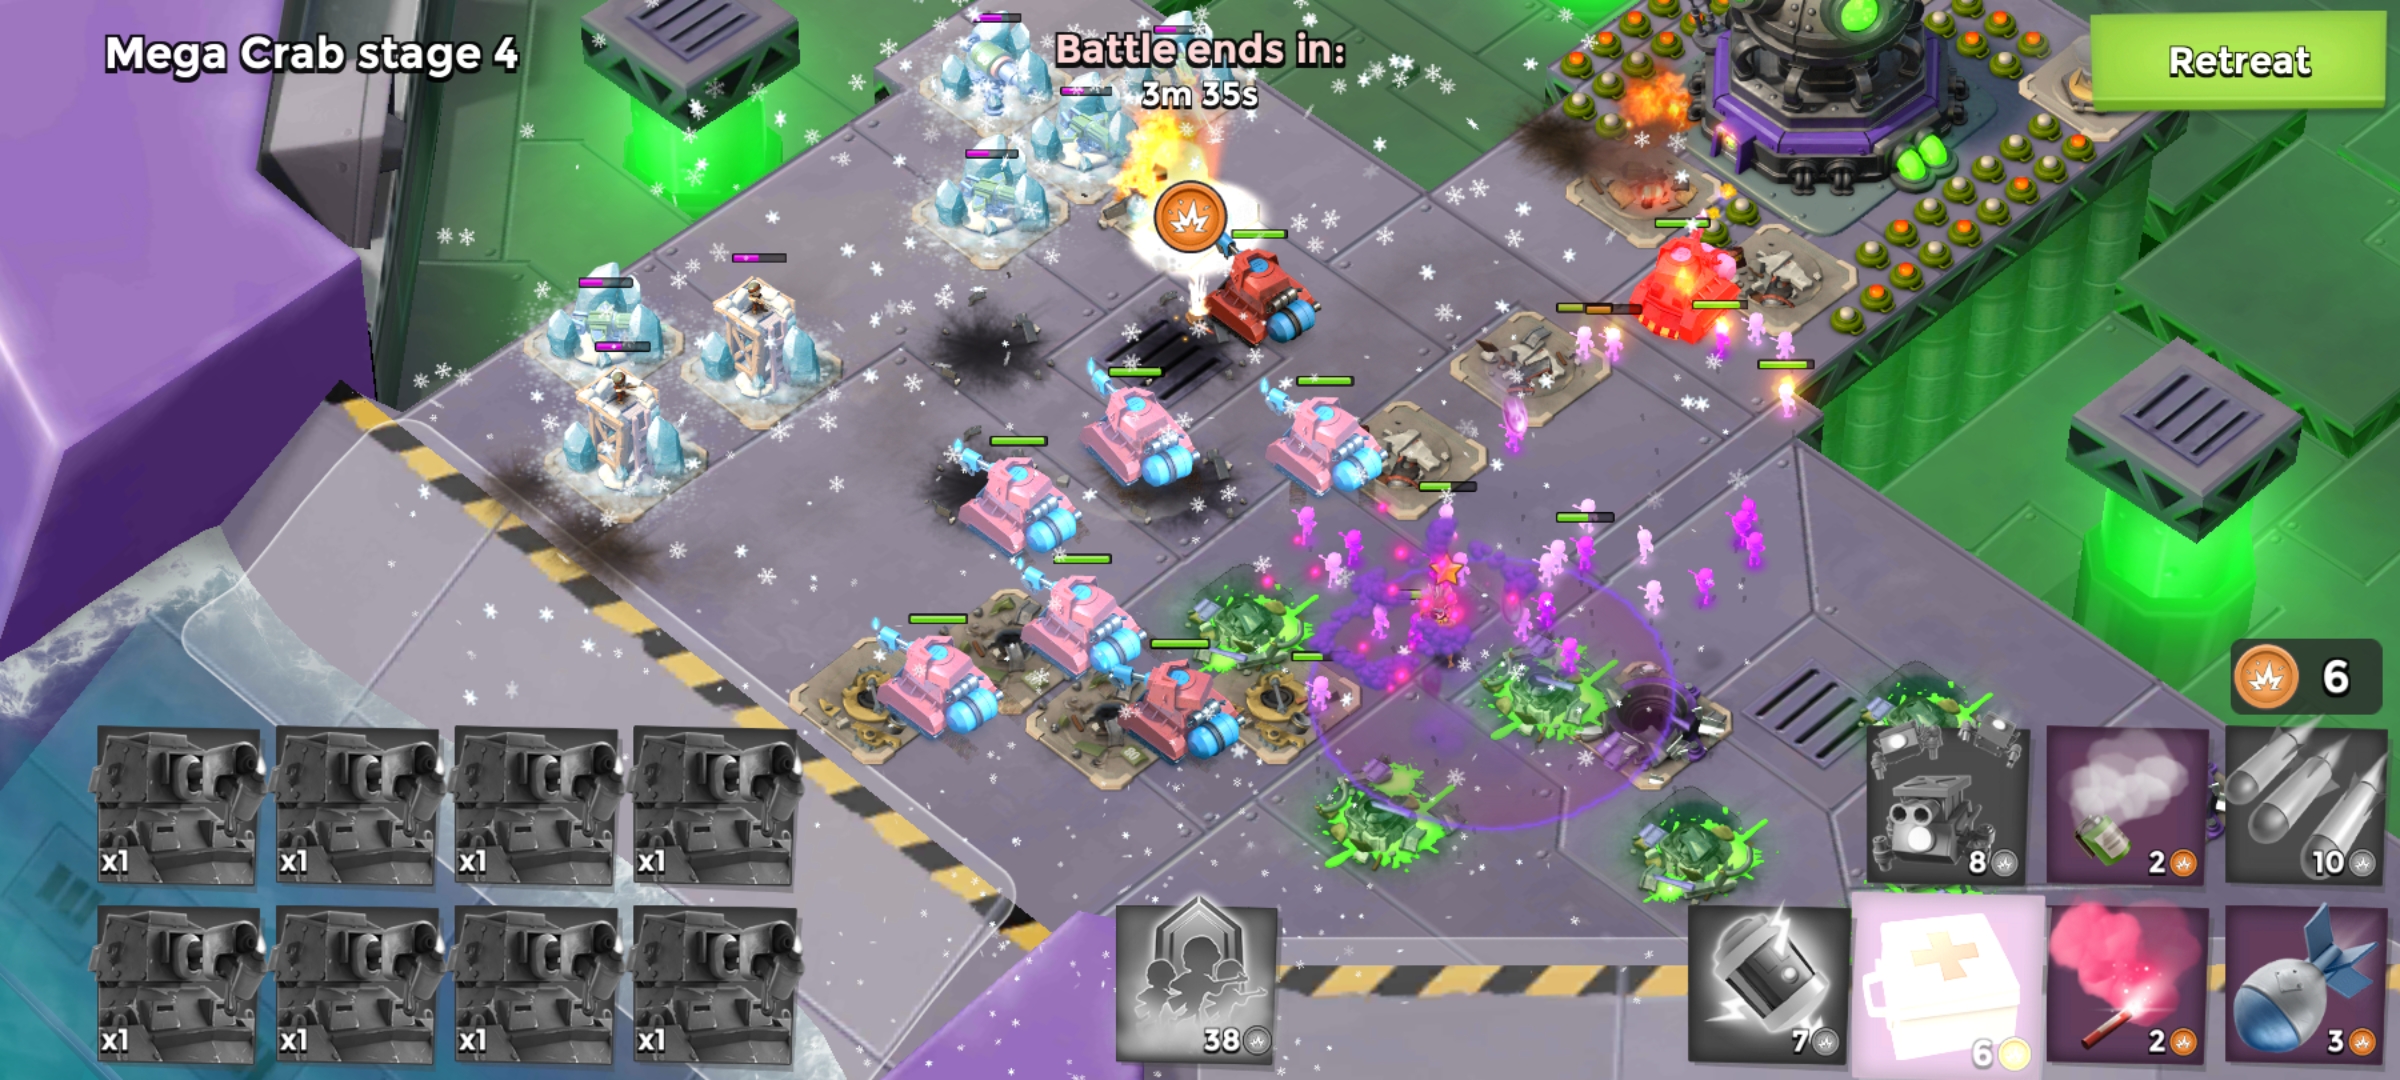 Mega Crab stage 4
Battle ends in:
3m 35s
Retreat
6
x1
x1
x1
x1
8
2
10
x1
x1
x1
x1
38
7
6
2
3